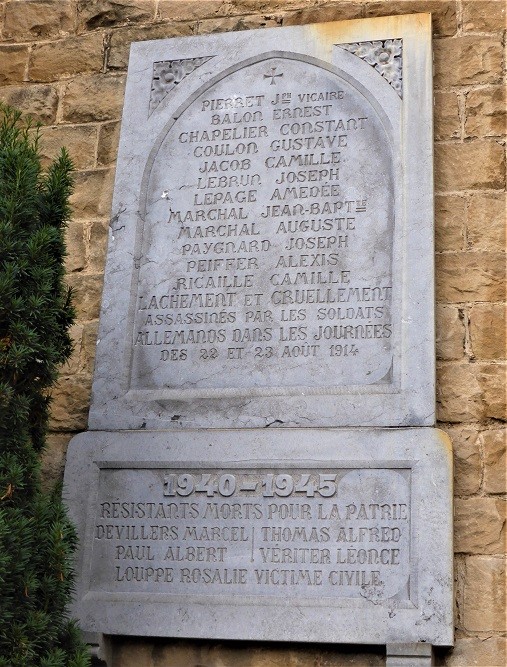 PIERRET JPH VICAIRE
BALON ERNEST
CHAPELIER CONSTANT
COULON GUSTAVE
JACOB CAMILLE
LEBRUN JOSEPH
LEPAGE AMEDÉE
MARCHAL JEAN-BAPTTE
MARCHAL AUGUSTE
PAYGNARD JOSEPH
PEIFFER ALEXIS
RICAILLE CAMILLE
LACHEMENT ET CRUELLEMENT
ASSASSINÉS PAR LES SOLDATS
ALLEMANDS DANS LES JOURNÉES
DES 22 ET 23 AOUT 1914
1940-1945
RÉSISTANTS MORTS POUR LA PATRIE
DEVILLERS MARCEL THOMAS ALFRED
PAUL ALBERT VÉRITER LÉONCE
LOUPPE ROSALIE VICTIME CIVILE